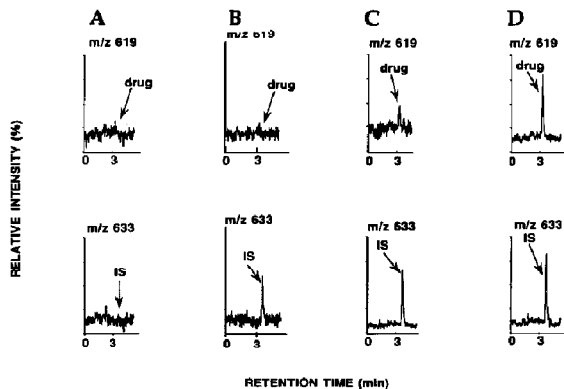 A B C D
m/z 619 m/z 619 m/z 619 m/z 619
drug drug drug drug
0 3 0 3 0 3 0 3
RELATIVE INTENSITY (%)
m/z 633 m/z 633 m/z 633 m/z 633
IS IS IS IS
0 3 0 3 0 3 0 3
RETENTION TIME (min)